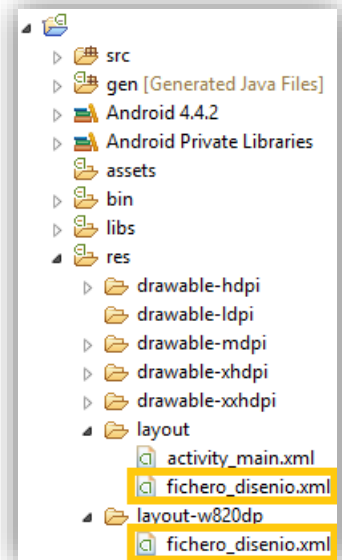 src
gen [Generated Java Files]
Android 4.4.2
Android Private Libraries
assets
bin
libs
res
drawable-hdpi
drawable-ldpi
drawable-mdpi
drawable-xhdpi
drawable-xxhdpi
layout
activity_main.xml
fichero_disenio.xml
layout-w820dp
fichero_disenio.xml